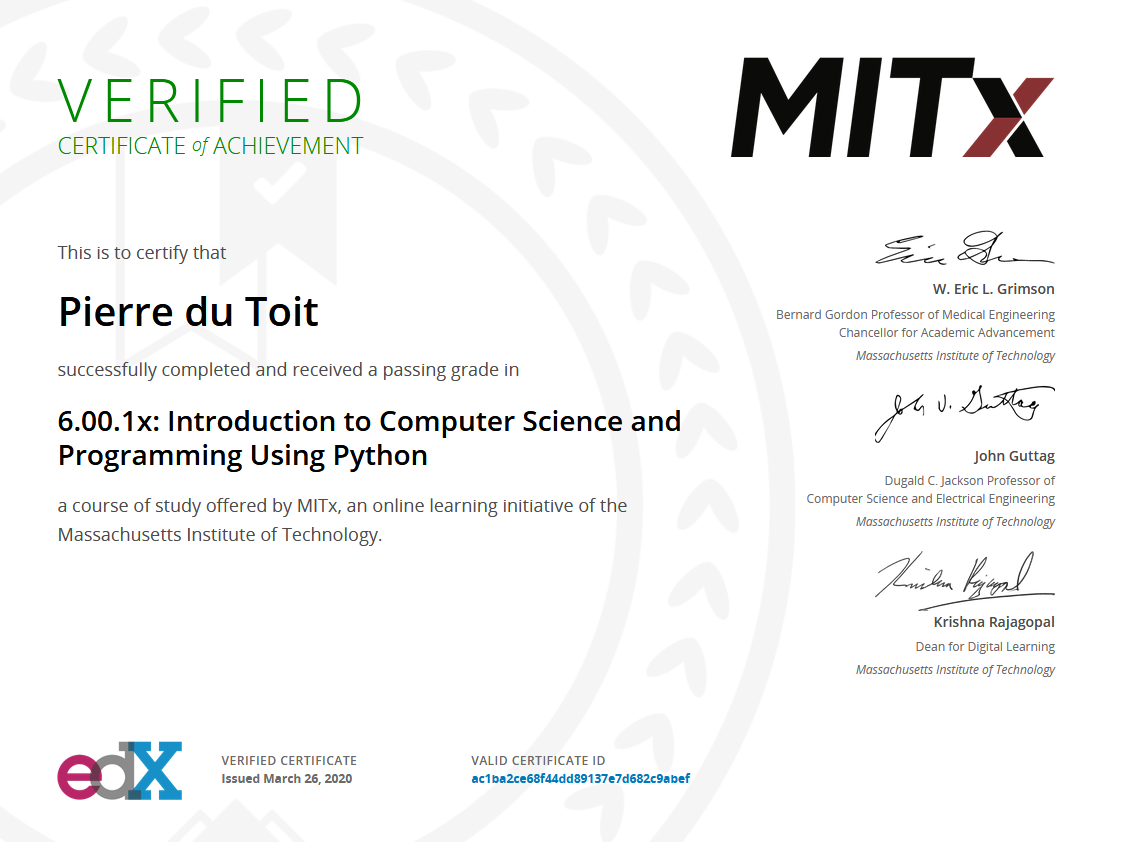 VERIFIED
CERTIFICATE of ACHIEVEMENT
MITx
This is to certify that
Pierre du Toit
successfully completed and received a passing grade in
6.00.1x: Introduction to Computer Science and
Programming Using Python
a course of study offered by MITx, an online learning initiative of the
Massachusetts Institute of Technology.
W. Eric L. Grimson
Bernard Gordon Professor of Medical Engineering
Chancellor for Academic Advancement
Massachusetts Institute of Technology
John V. Guttag
John Guttag
Dugald C. Jackson Professor of
Computer Science and Electrical Engineering
Massachusetts Institute of Technology
Krishna Rajagopal
Krishna Rajagopal
Dean for Digital Learning
Massachusetts Institute of Technology
edX
VERIFIED CERTIFICATE
Issued March 26, 2020
VALID CERTIFICATE ID
ac1ba2ce68f44dd89137e7d682c9abef